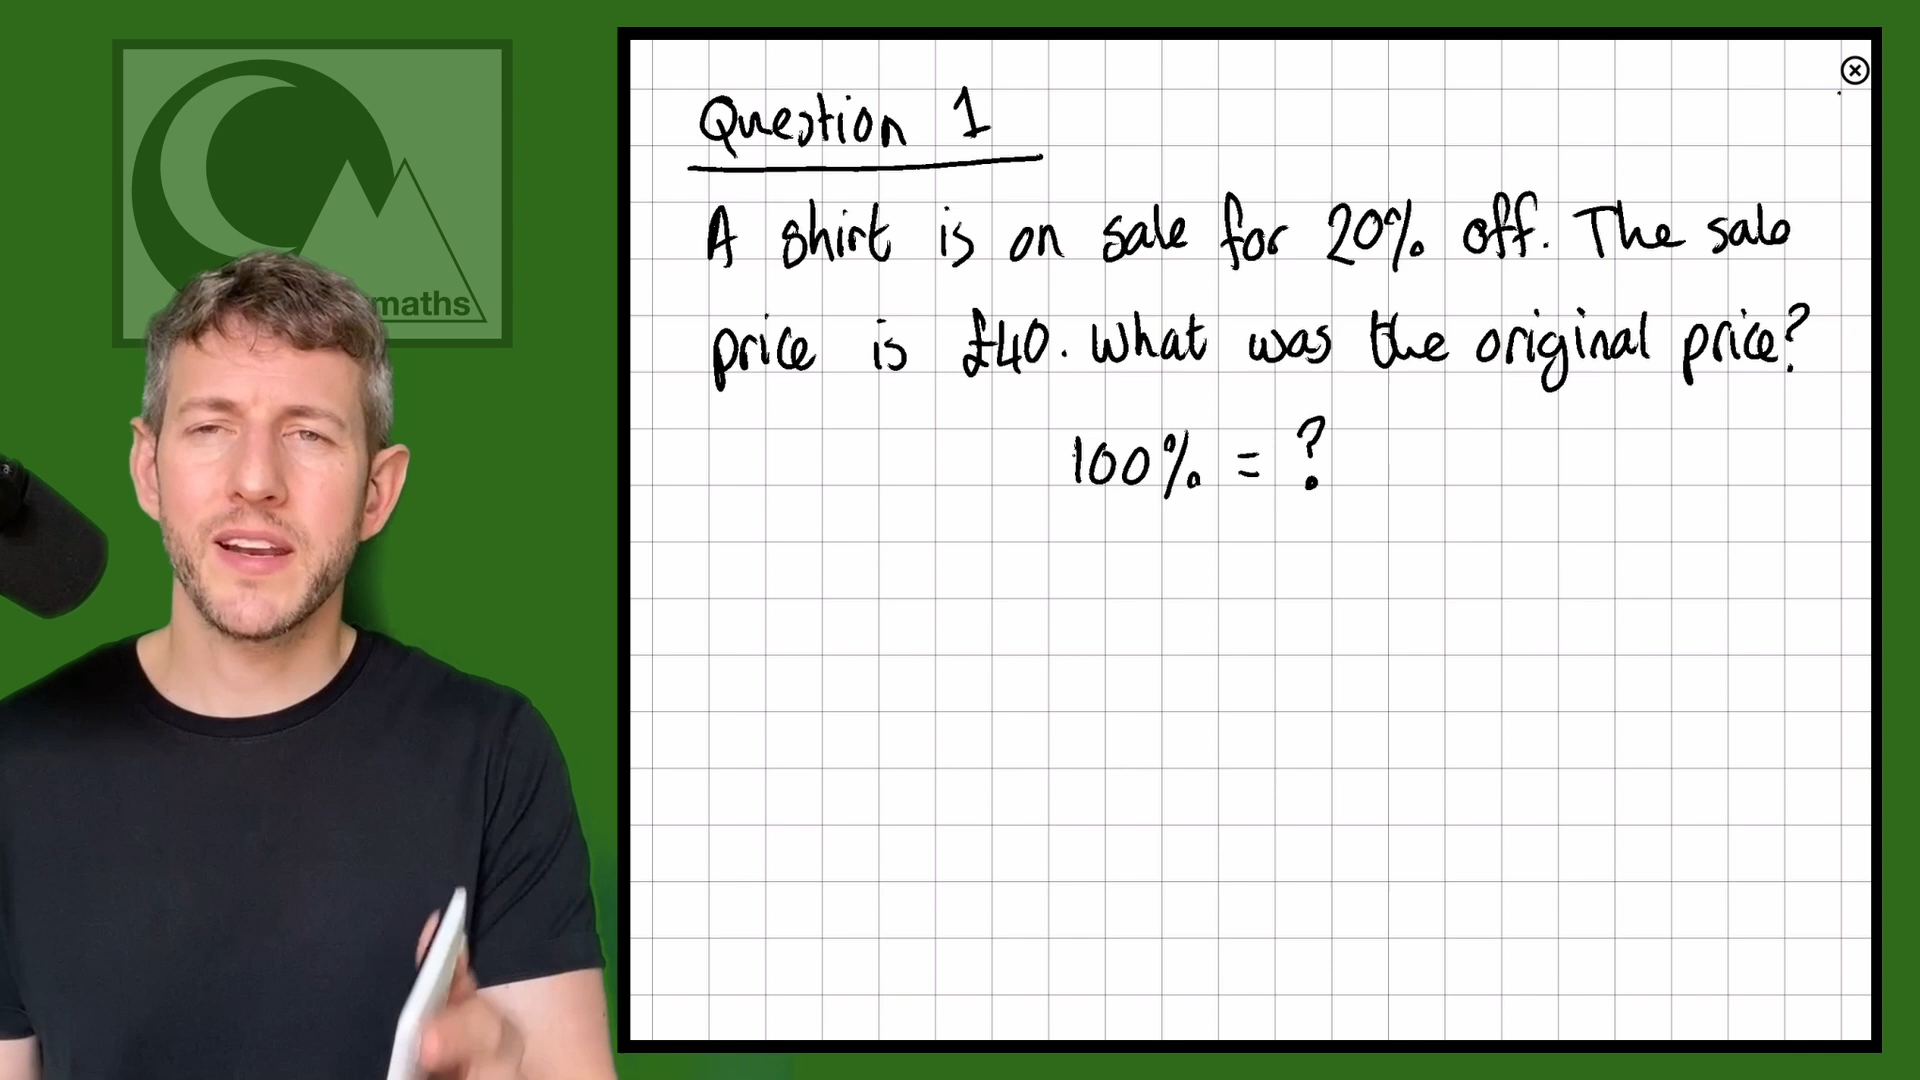 maths
Question 1
A shirt is on sale for 20% off. The sale
price is £40. What was the original price?
100% = ?